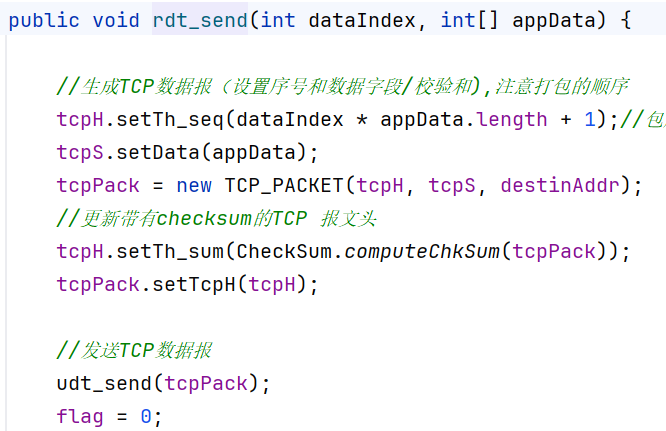 public void rdt_send(int dataIndex, int[] appData) {
//生成TCP数据报（设置序号和数据字段/校验和),注意打包的顺序
tcpH.setTh_seq(dataIndex * appData.length + 1);//包
tcpS.setData(appData);
tcpPack = new TCP_PACKET(tcpH, tcpS, destinAddr);
//更新带有checksum的TCP 报文头
tcpH.setTh_sum(CheckSum.computeChkSum(tcpPack));
tcpPack.setTcpH(tcpH);
//发送TCP数据报
udt_send(tcpPack);
flag = 0;